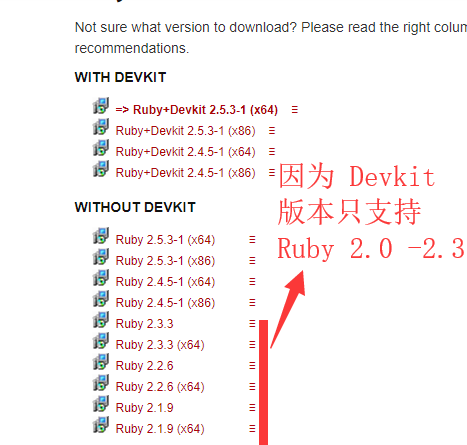 Not sure what version to download? Please read the right colum
recommendations.
WITH DEVKIT
=> Ruby+Devkit 2.5.3-1 (x64) ≡
Ruby+Devkit 2.5.3-1 (x86) ≡
Ruby+Devkit 2.4.5-1 (x64) ≡
Ruby+Devkit 2.4.5-1 (x86) ≡
因为 Devkit
版本只支持
Ruby 2.0 -2.3
WITHOUT DEVKIT
Ruby 2.5.3-1 (x64) ≡
Ruby 2.5.3-1 (x86) ≡
Ruby 2.4.5-1 (x64) ≡
Ruby 2.4.5-1 (x86) ≡
Ruby 2.3.3 ≡
Ruby 2.3.3 (x64) ≡
Ruby 2.2.6 ≡
Ruby 2.2.6 (x64) ≡
Ruby 2.1.9 ≡
Ruby 2.1.9 (x64) ≡